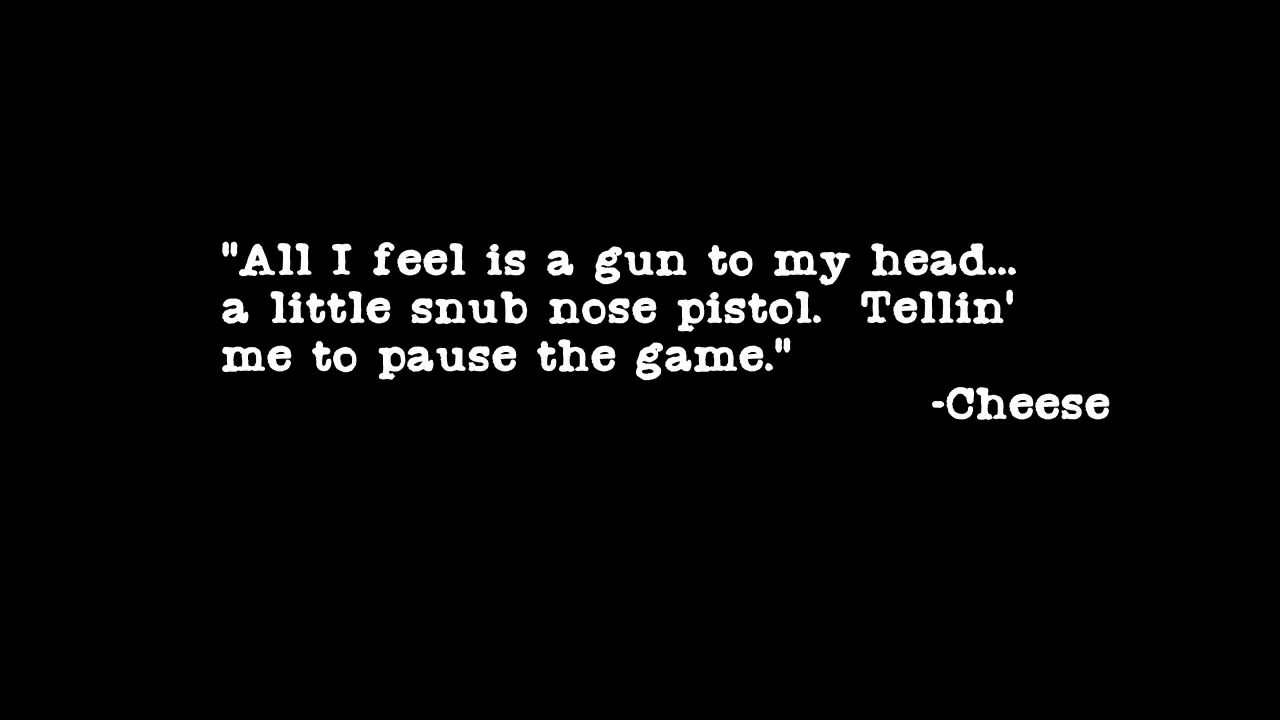 "All I feel is a gun to my head...
a little snub nose pistol.  Tellin'
me to pause the game."
-Cheese